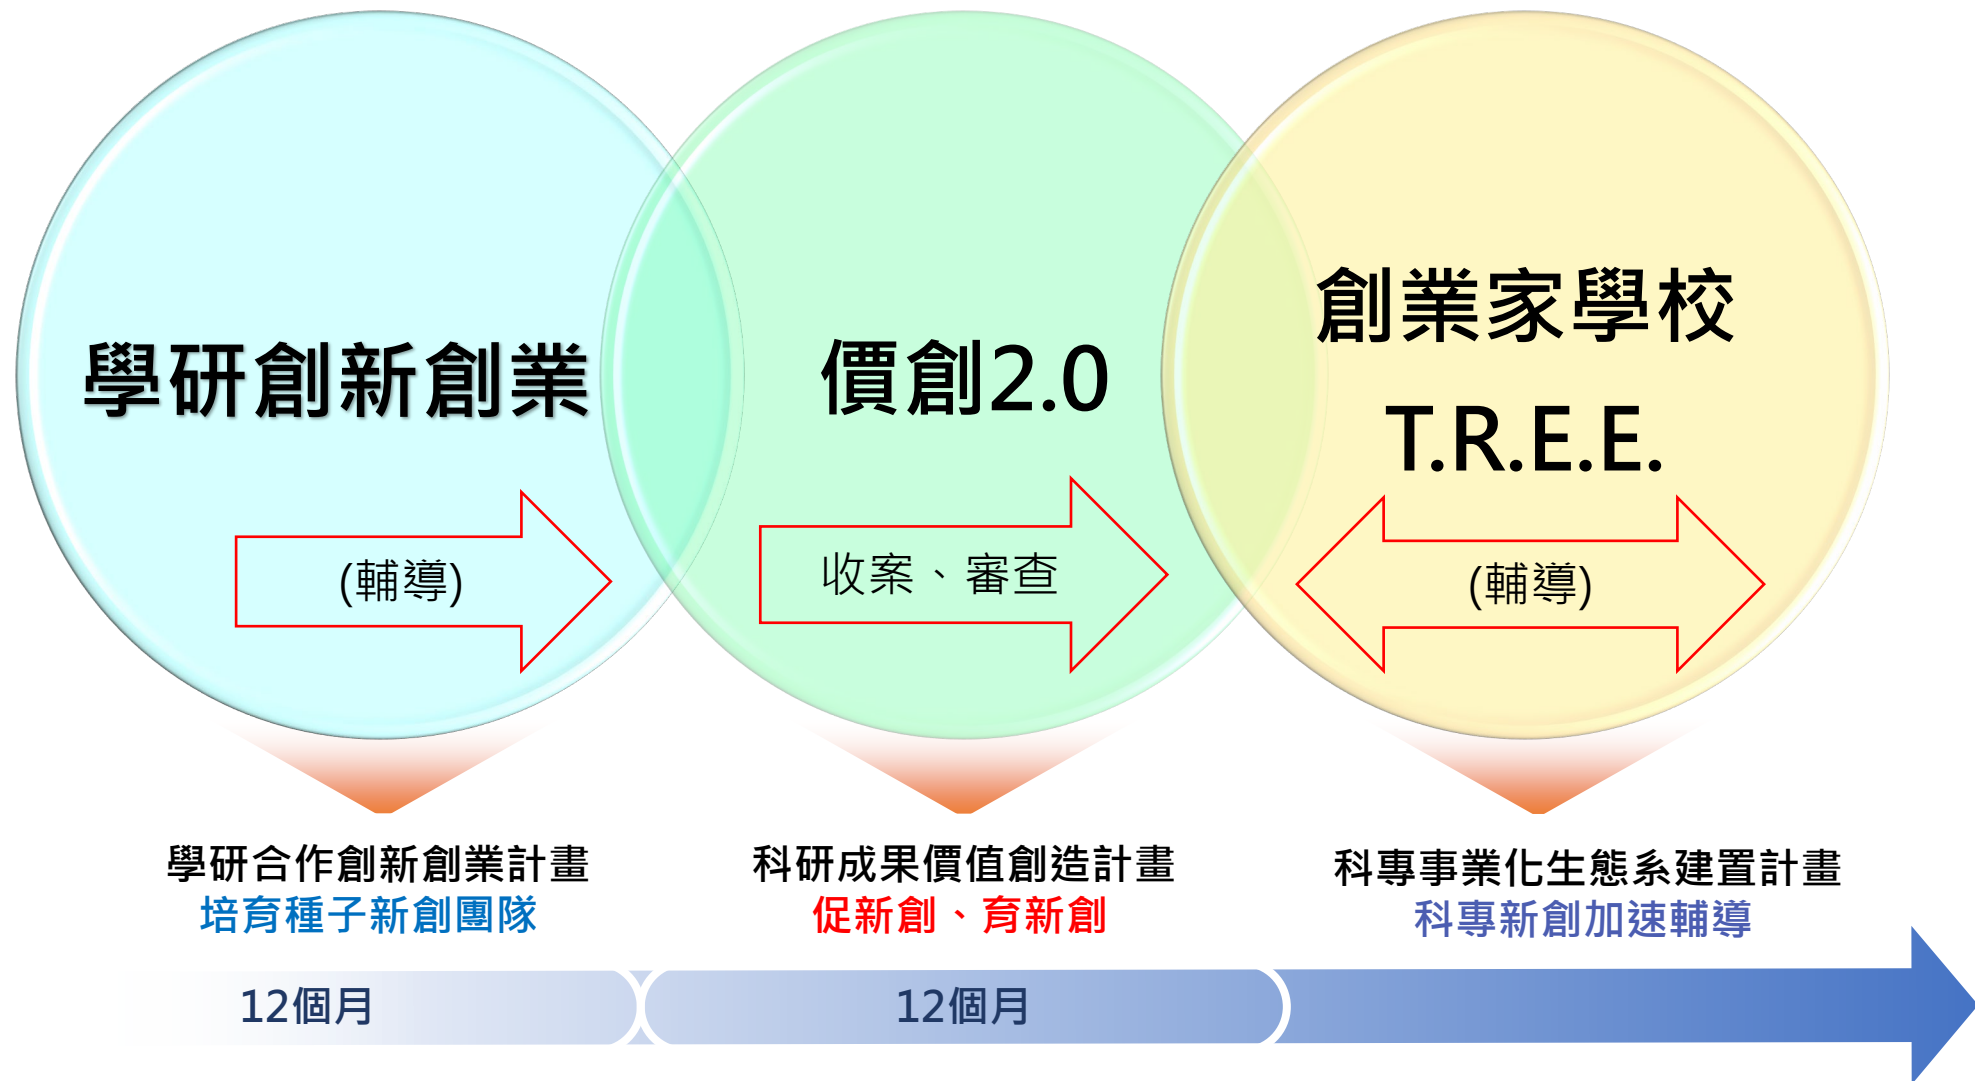 學研創新創業
(輔導)
價創2.0
收案、審查
創業家學校
T.R.E.E.
(輔導)
學研合作創新創業計畫
培育種子新創團隊
科研成果價值創造計畫
促新創、育新創
科專事業化生態系建置計畫
科專新創加速輔導
12個月
12個月